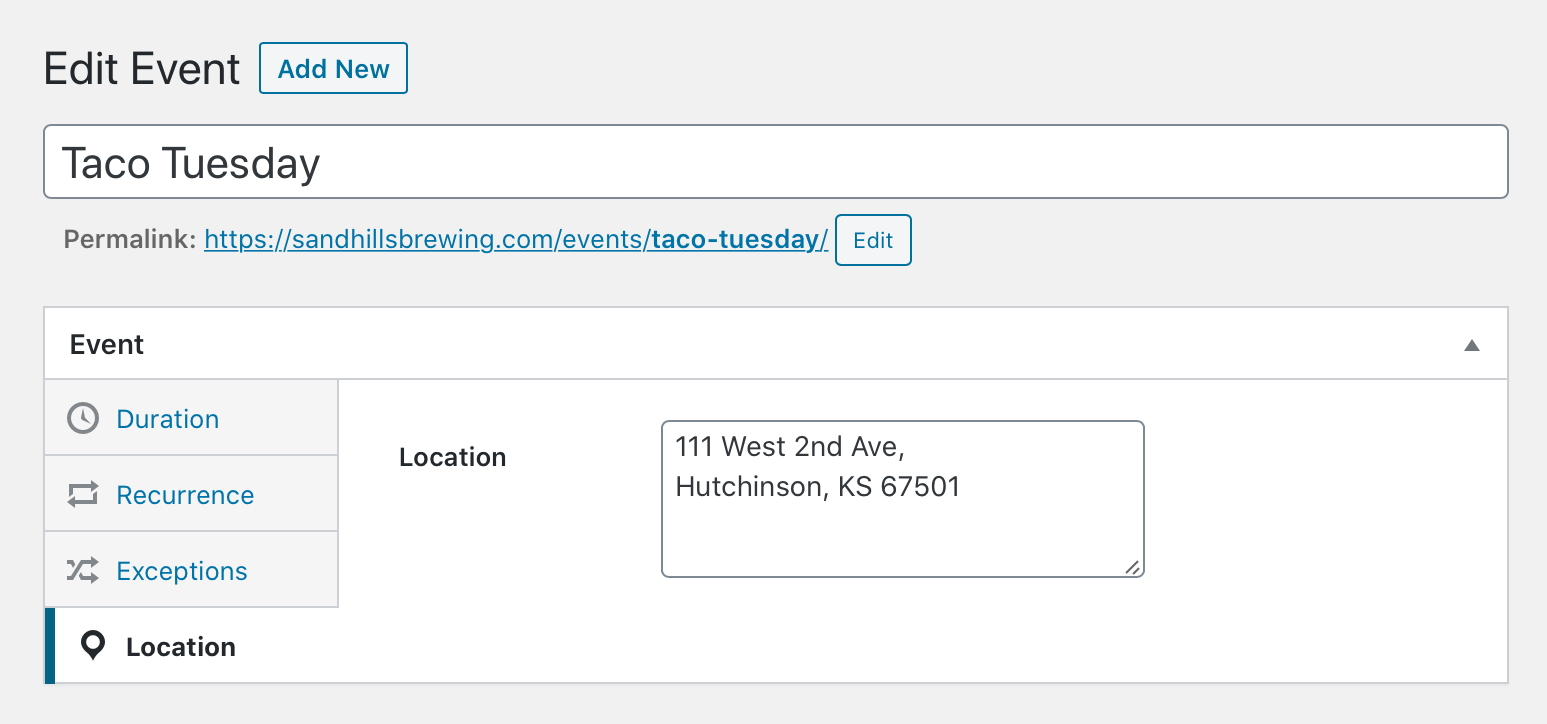 Edit Event Add New
Taco Tuesday
Permalink: https://sandhillsbrewing.com/events/taco-tuesday/ Edit
Event
Duration
Recurrence
Exceptions
Location
Location
111 West 2nd Ave,
Hutchinson, KS 67501